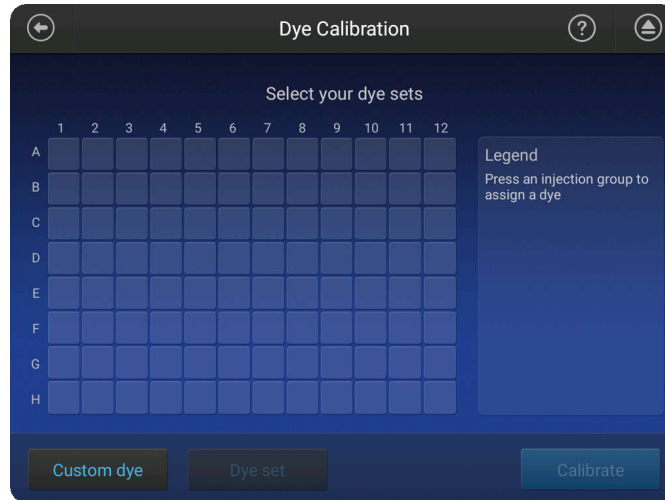 Dye Calibration
?
Select your dye sets
1 2 3 4 5 6 7 8 9 10 11 12
A
B
C
D
E
F
G
H
Legend
Press an injection group to
assign a dye
Custom dye
Dye set
Calibrate